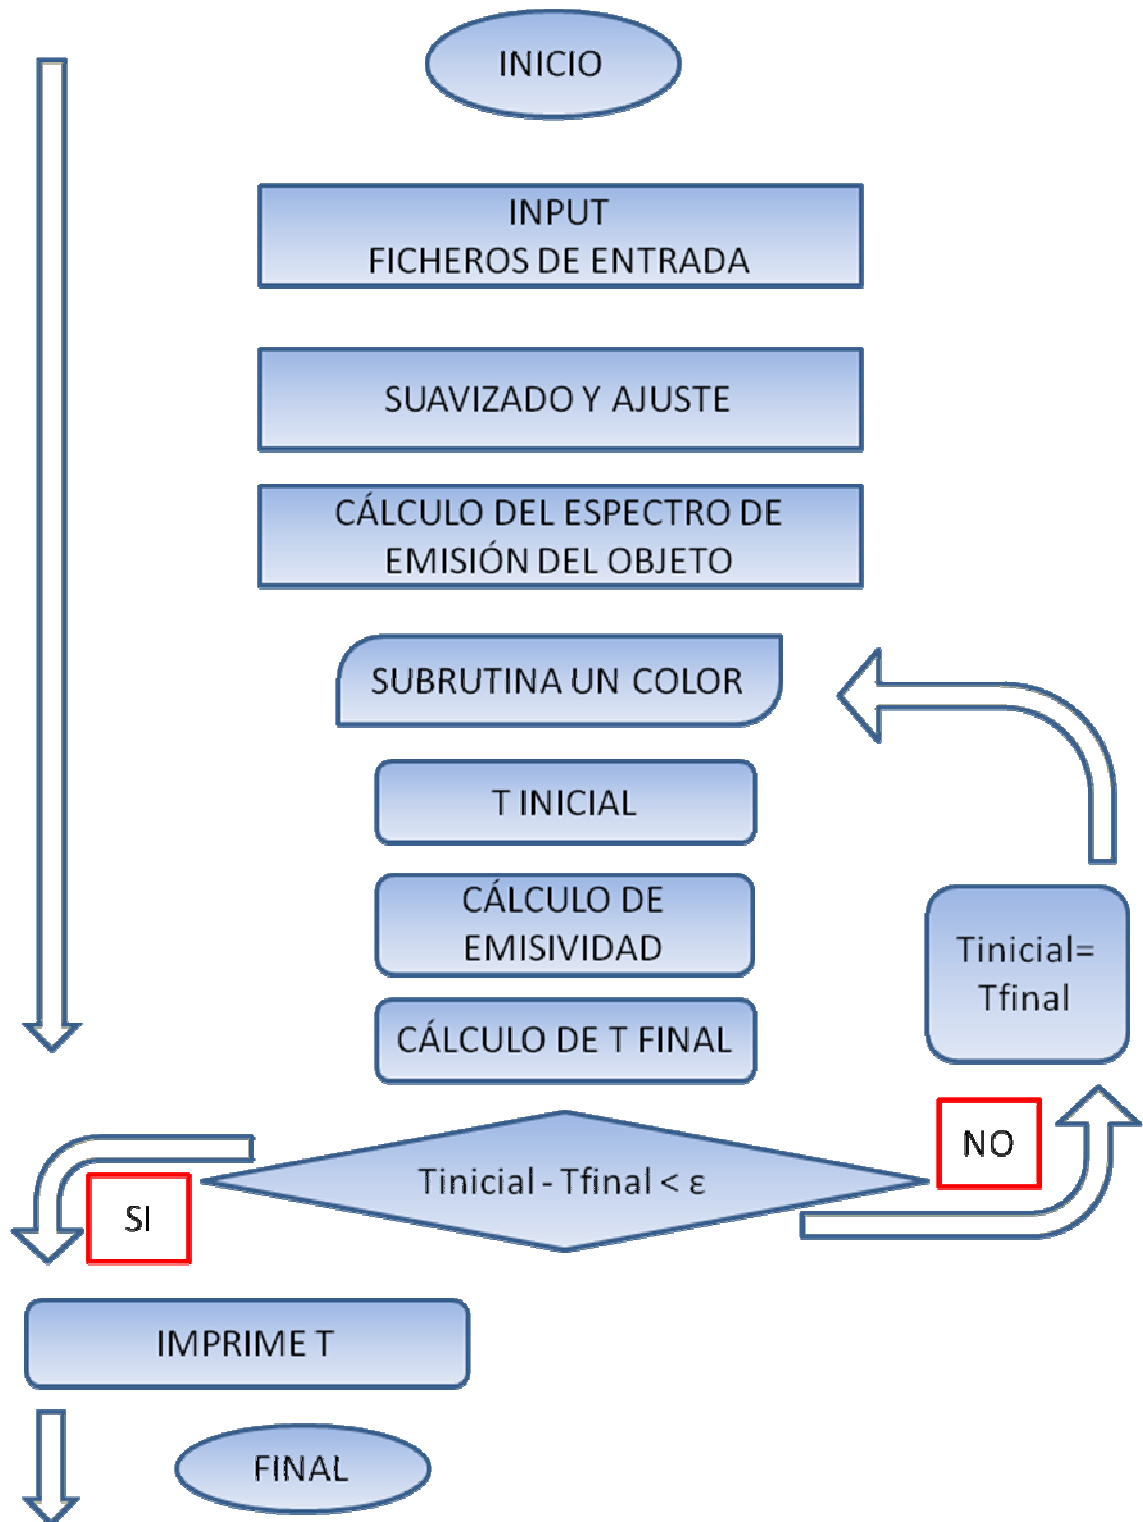 INICIO
INPUT
FICHEROS DE ENTRADA
SUAVIZADO Y AJUSTE
CÁLCULO DEL ESPECTRO DE
EMISIÓN DEL OBJETO
SUBRUTINA UN COLOR
T INICIAL
CÁLCULO DE
EMISIVIDAD
Tinicial=
Tfinal
CÁLCULO DE T FINAL
NO
Tinicial - Tfinal < ε
SI
IMPRIME T
FINAL